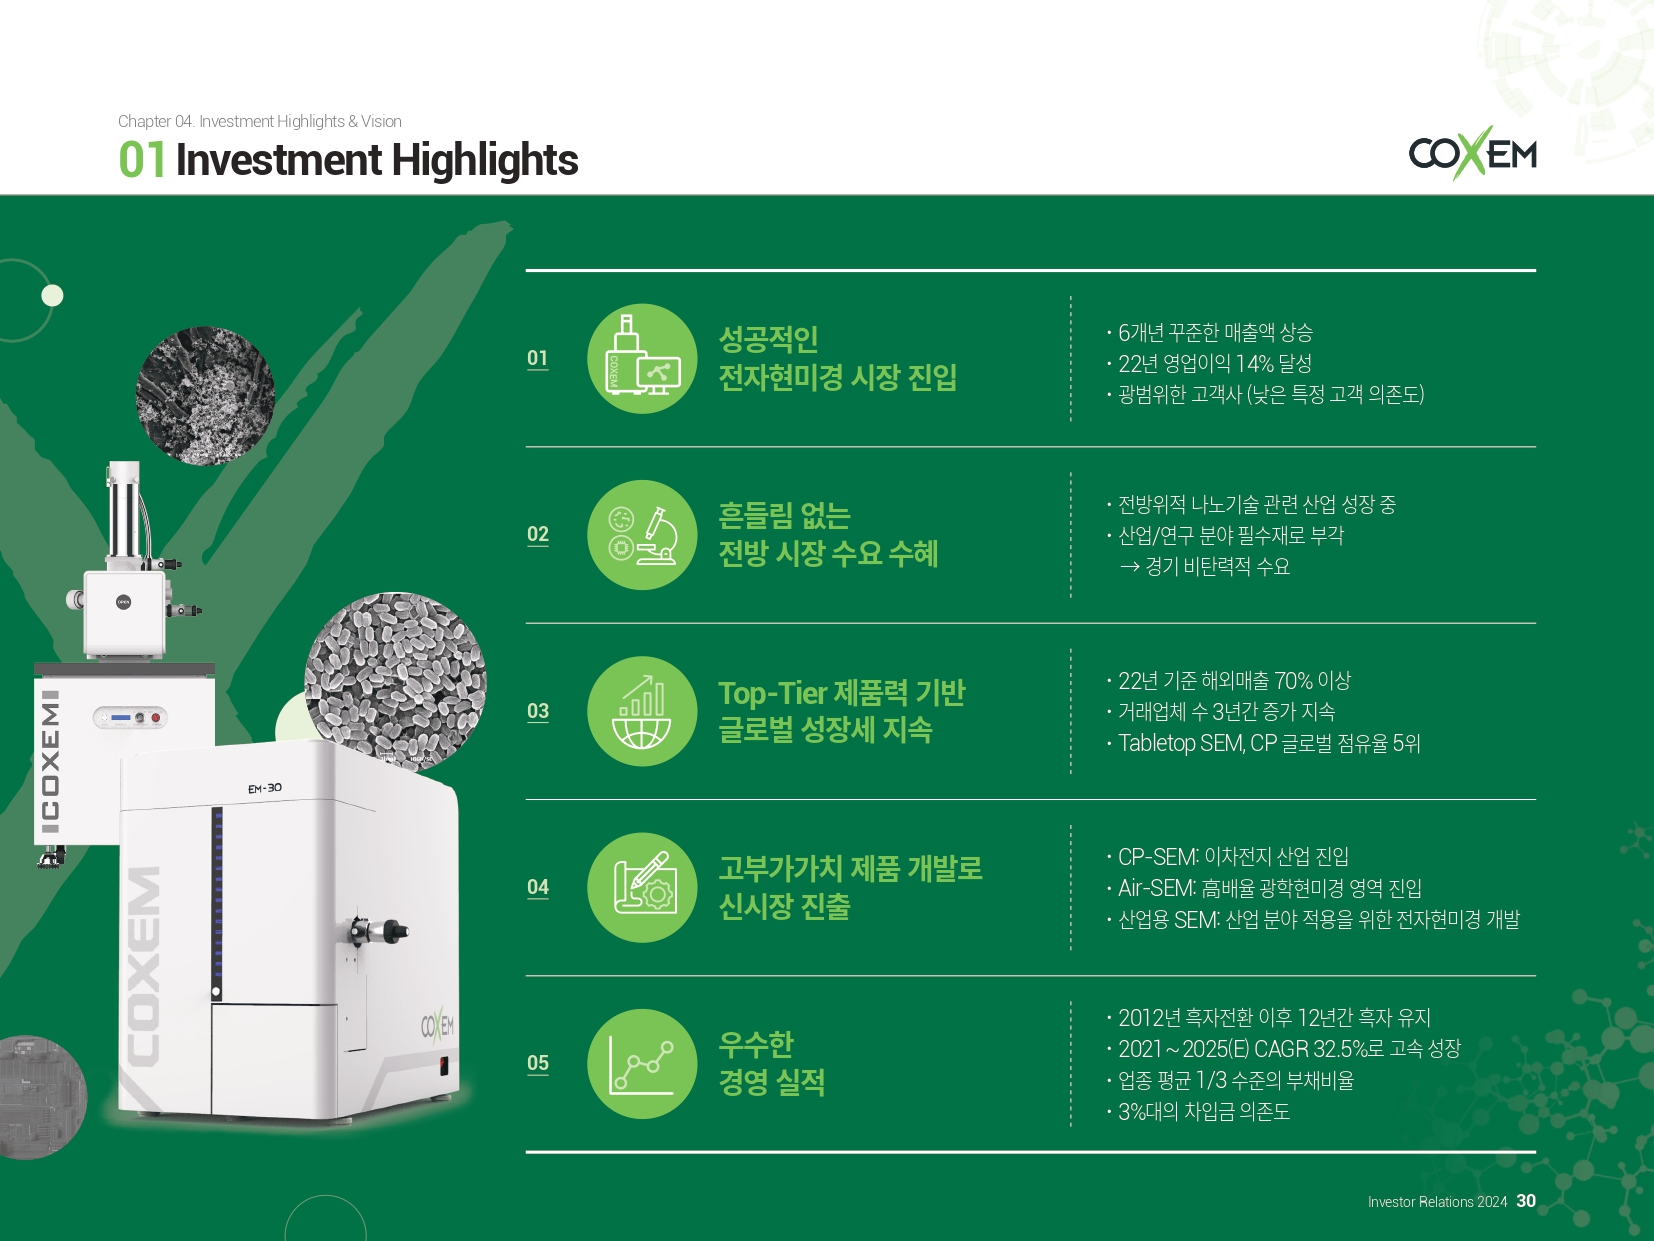 Chapter 04. Investment Highlights & Vision
01 Investment Highlights
COXEM
01
COXEM
성공적인
전자현미경 시장 진입
· 6개년 꾸준한 매출액 상승
· 22년 영업이익 14% 달성
· 광범위한 고객사 (낮은 특정 고객 의존도)
02
흔들림 없는
전방 시장 수요 수혜
· 전방위적 나노기술 관련 산업 성장 중
· 산업/연구 분야 필수재로 부각
→ 경기 비탄력적 수요
03
Top-Tier 제품력 기반
글로벌 성장세 지속
· 22년 기준 해외매출 70% 이상
· 거래업체 수 3년간 증가 지속
· Tabletop SEM, CP 글로벌 점유율 5위
04
고부가가치 제품 개발로
신시장 진출
· CP-SEM: 이차전지 산업 진입
· Air-SEM: 高배율 광학현미경 영역 진입
· 산업용 SEM: 산업 분야 적용을 위한 전자현미경 개발
05
우수한
경영 실적
· 2012년 흑자전환 이후 12년간 흑자 유지
· 2021~2025(E) CAGR 32.5%로 고속 성장
· 업종 평균 1/3 수준의 부채비율
· 3%대의 차입금 의존도
OPEN
ICOXEMI
EM-30
COXEM
COXEM
Investor Relations 2024 30